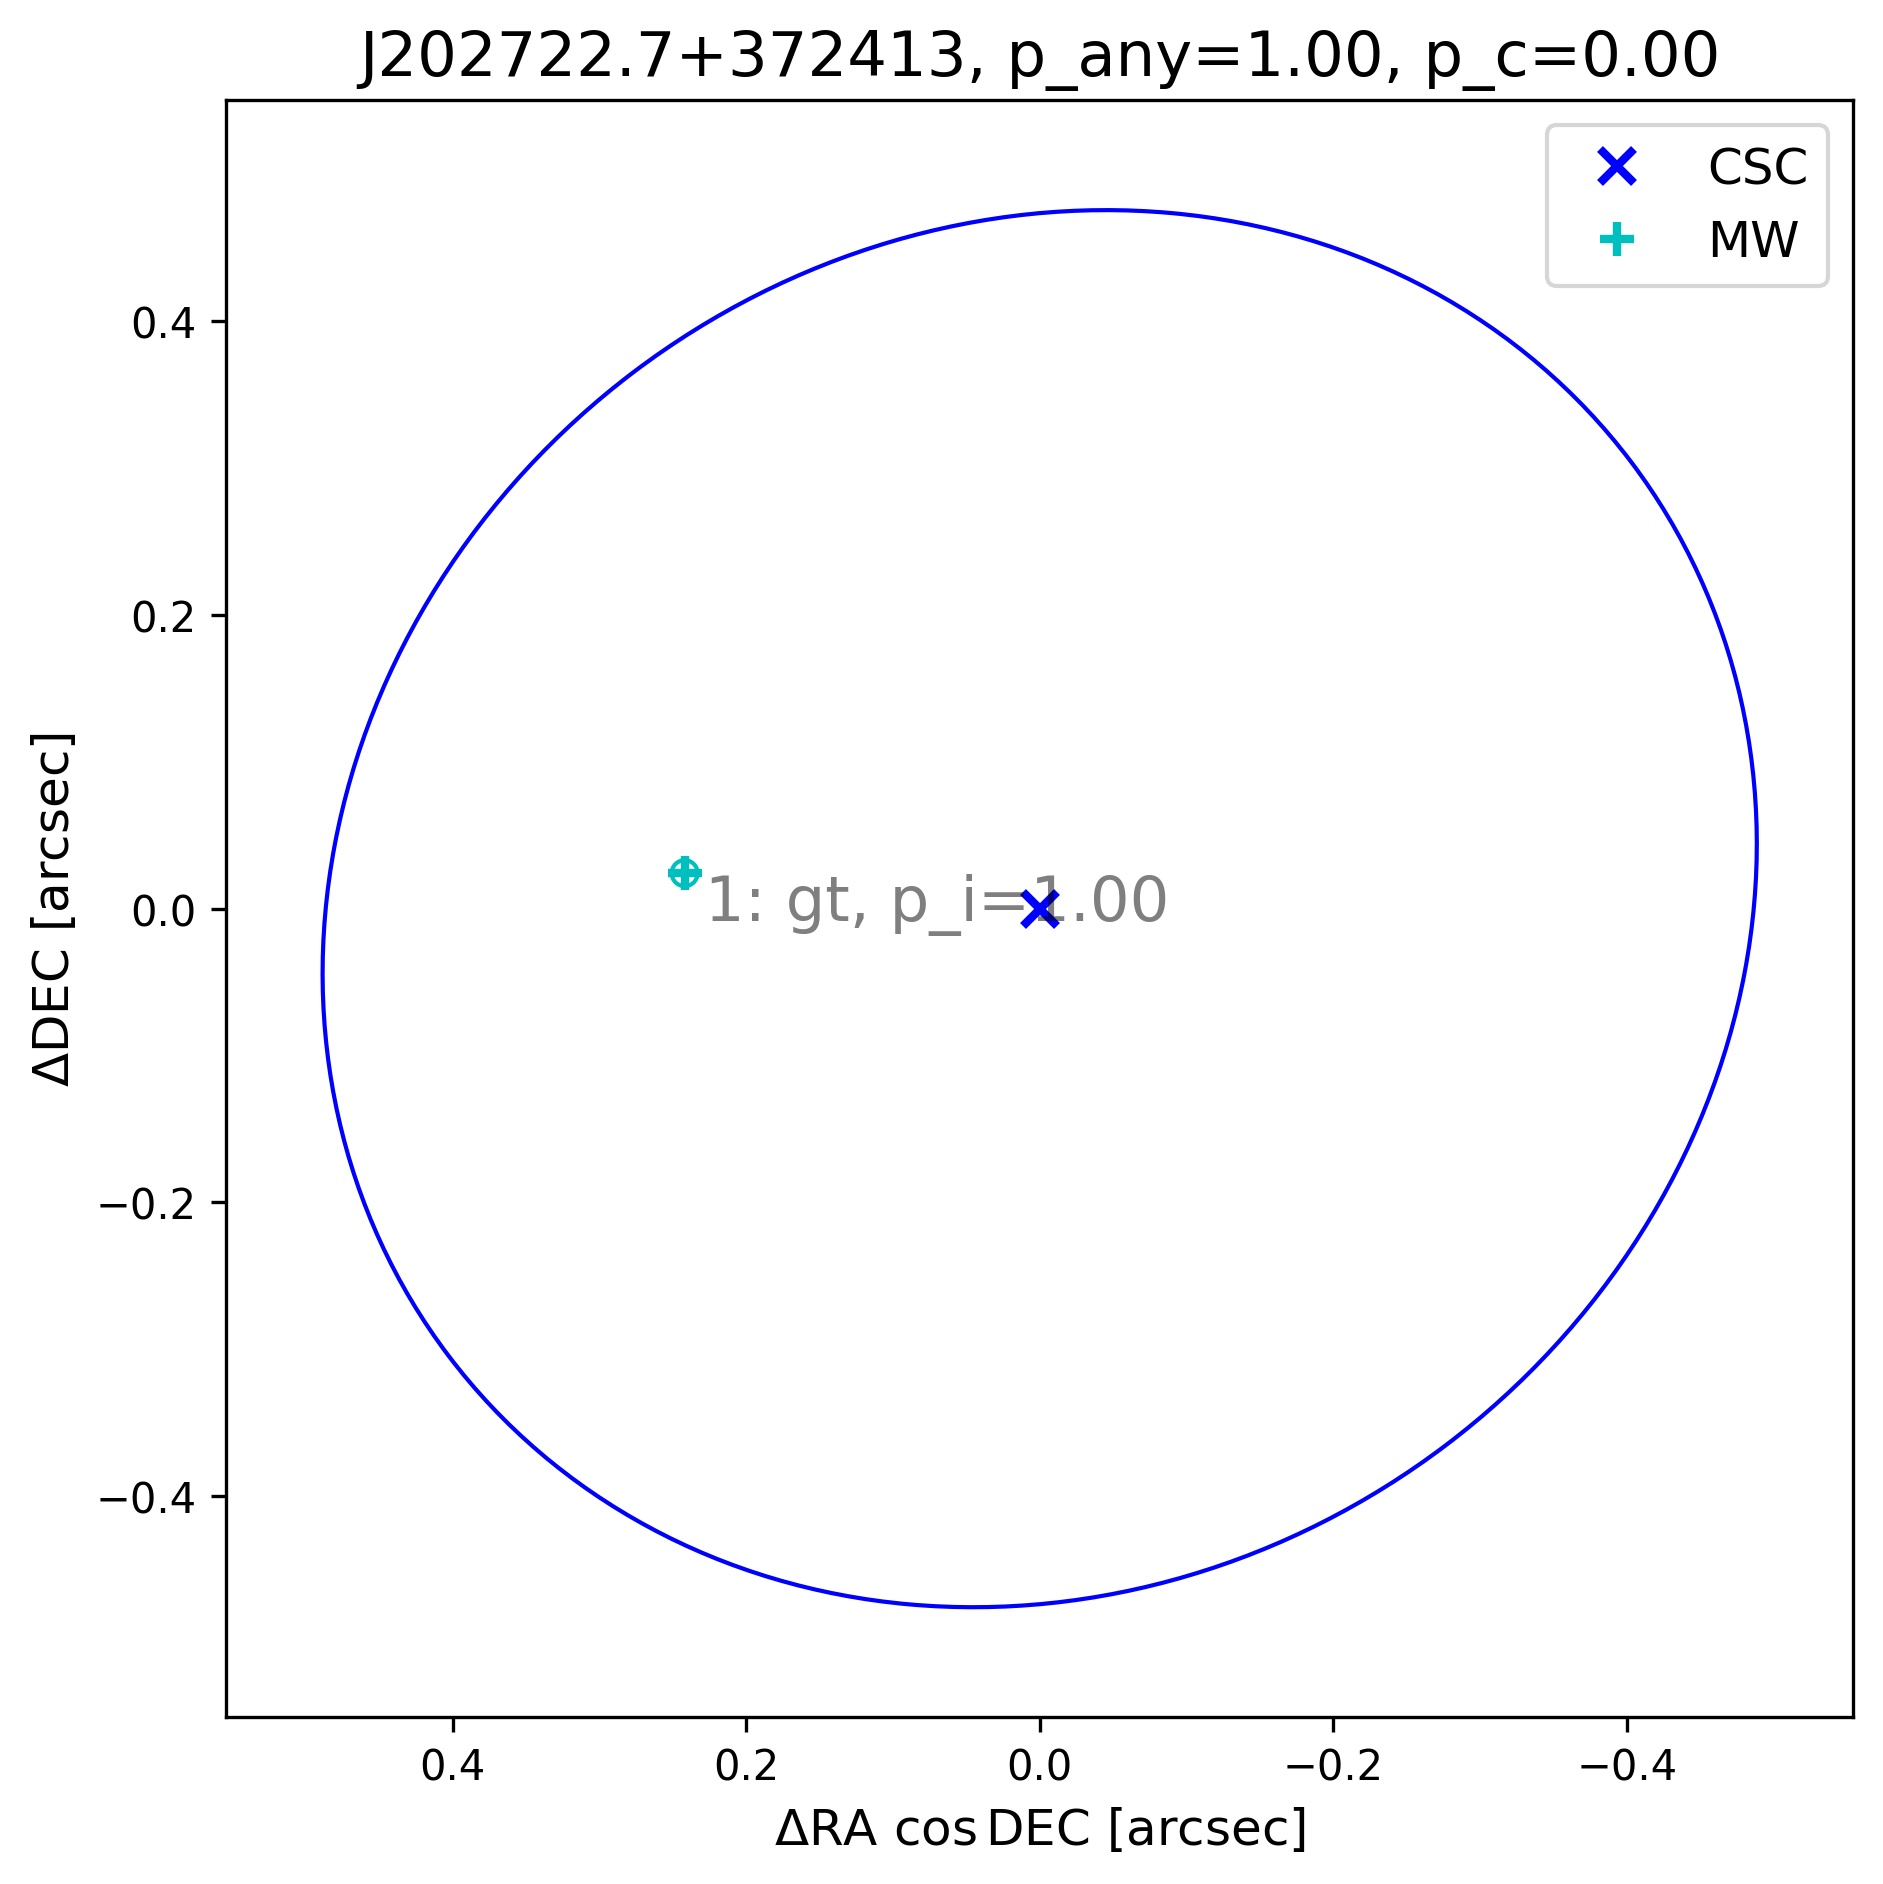 J202722.7+372413, p_any=1.00, p_c=0.00
CSC
MW
0.4
0.2
0.0
−0.2
−0.4
ΔDEC [arcsec]
1: gt, p_i=1.00
0.4
0.2
0.0
−0.2
−0.4
ΔRA cos DEC [arcsec]